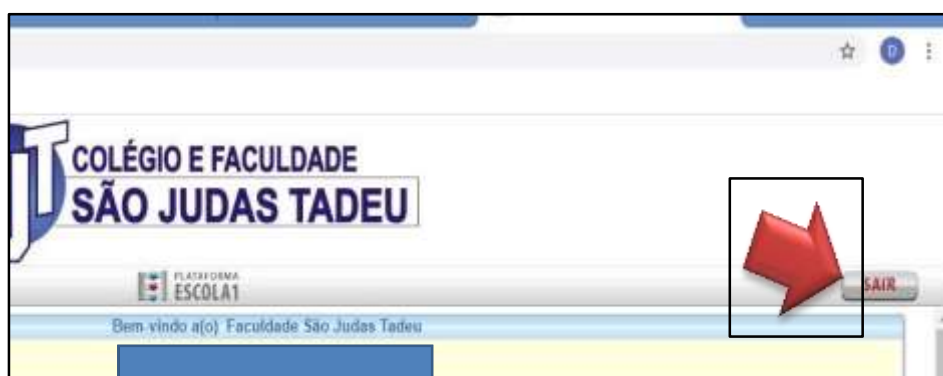 D
COLÉGIO E FACULDADE
SÃO JUDAS TADEU
PLATAFORMA
ESCOLA1
SAIR
Bem vindo a(o) Faculdade São Judas Tadeu